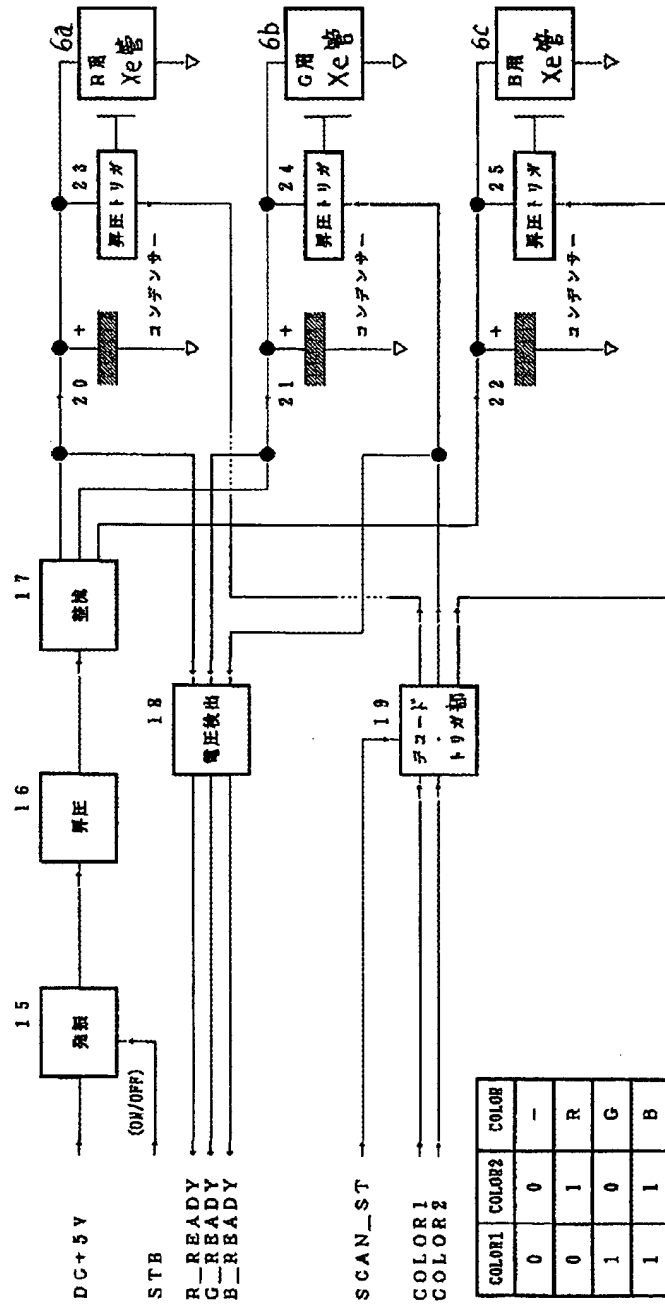 DC+5V
STB
(ON/OFF)
R_READY
G_READY
B_READY
SCAN_ST
COLOR1
COLOR2
15
発振
16
昇圧
17
整流
18
電圧検出
19
デコード・
トリガ部
20
+
コンデンサー
21
+
コンデンサー
22
+
コンデンサー
23
昇圧トリガ
24
昇圧トリガ
25
昇圧トリガ
6a
R用
Xe管
6b
G用
Xe管
6c
B用
Xe管
COLOR1 COLOR2 COLOR
0 0 −
0 1 R
1 0 G
1 1 B